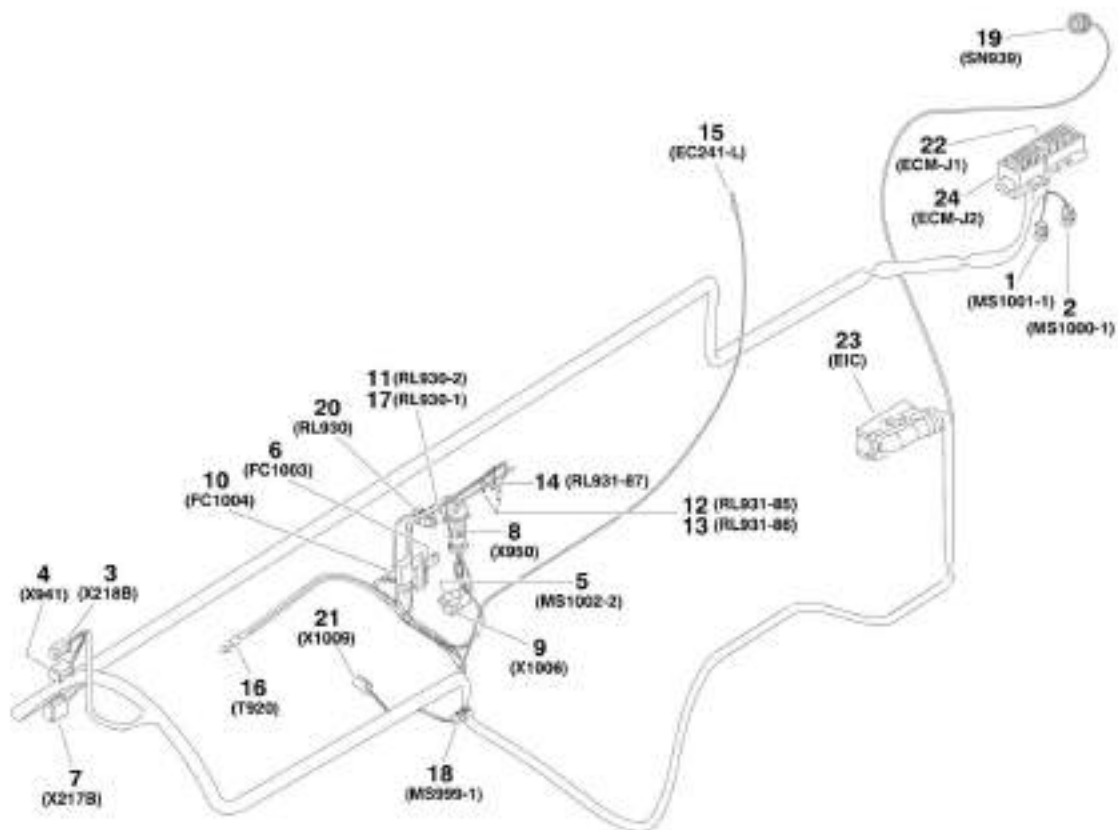 19
(SN939)
15
(EC241-L)
22
(ECM-J1)
24
(ECM-J2)
1
(MS1001-1)
2
(MS1000-1)
23
(EIC)
11 (RL930-2)
17 (RL930-1)
20
(RL930)
6
(FC1003)
10
(FC1004)
14 (RL931-87)
12 (RL931-85)
13 (RL931-86)
8
(X950)
5
(MS1002-2)
9
(X1006)
4
(X941)
3
(X218B)
21
(X1009)
16
(T920)
7
(X217B)
18
(MS999-1)